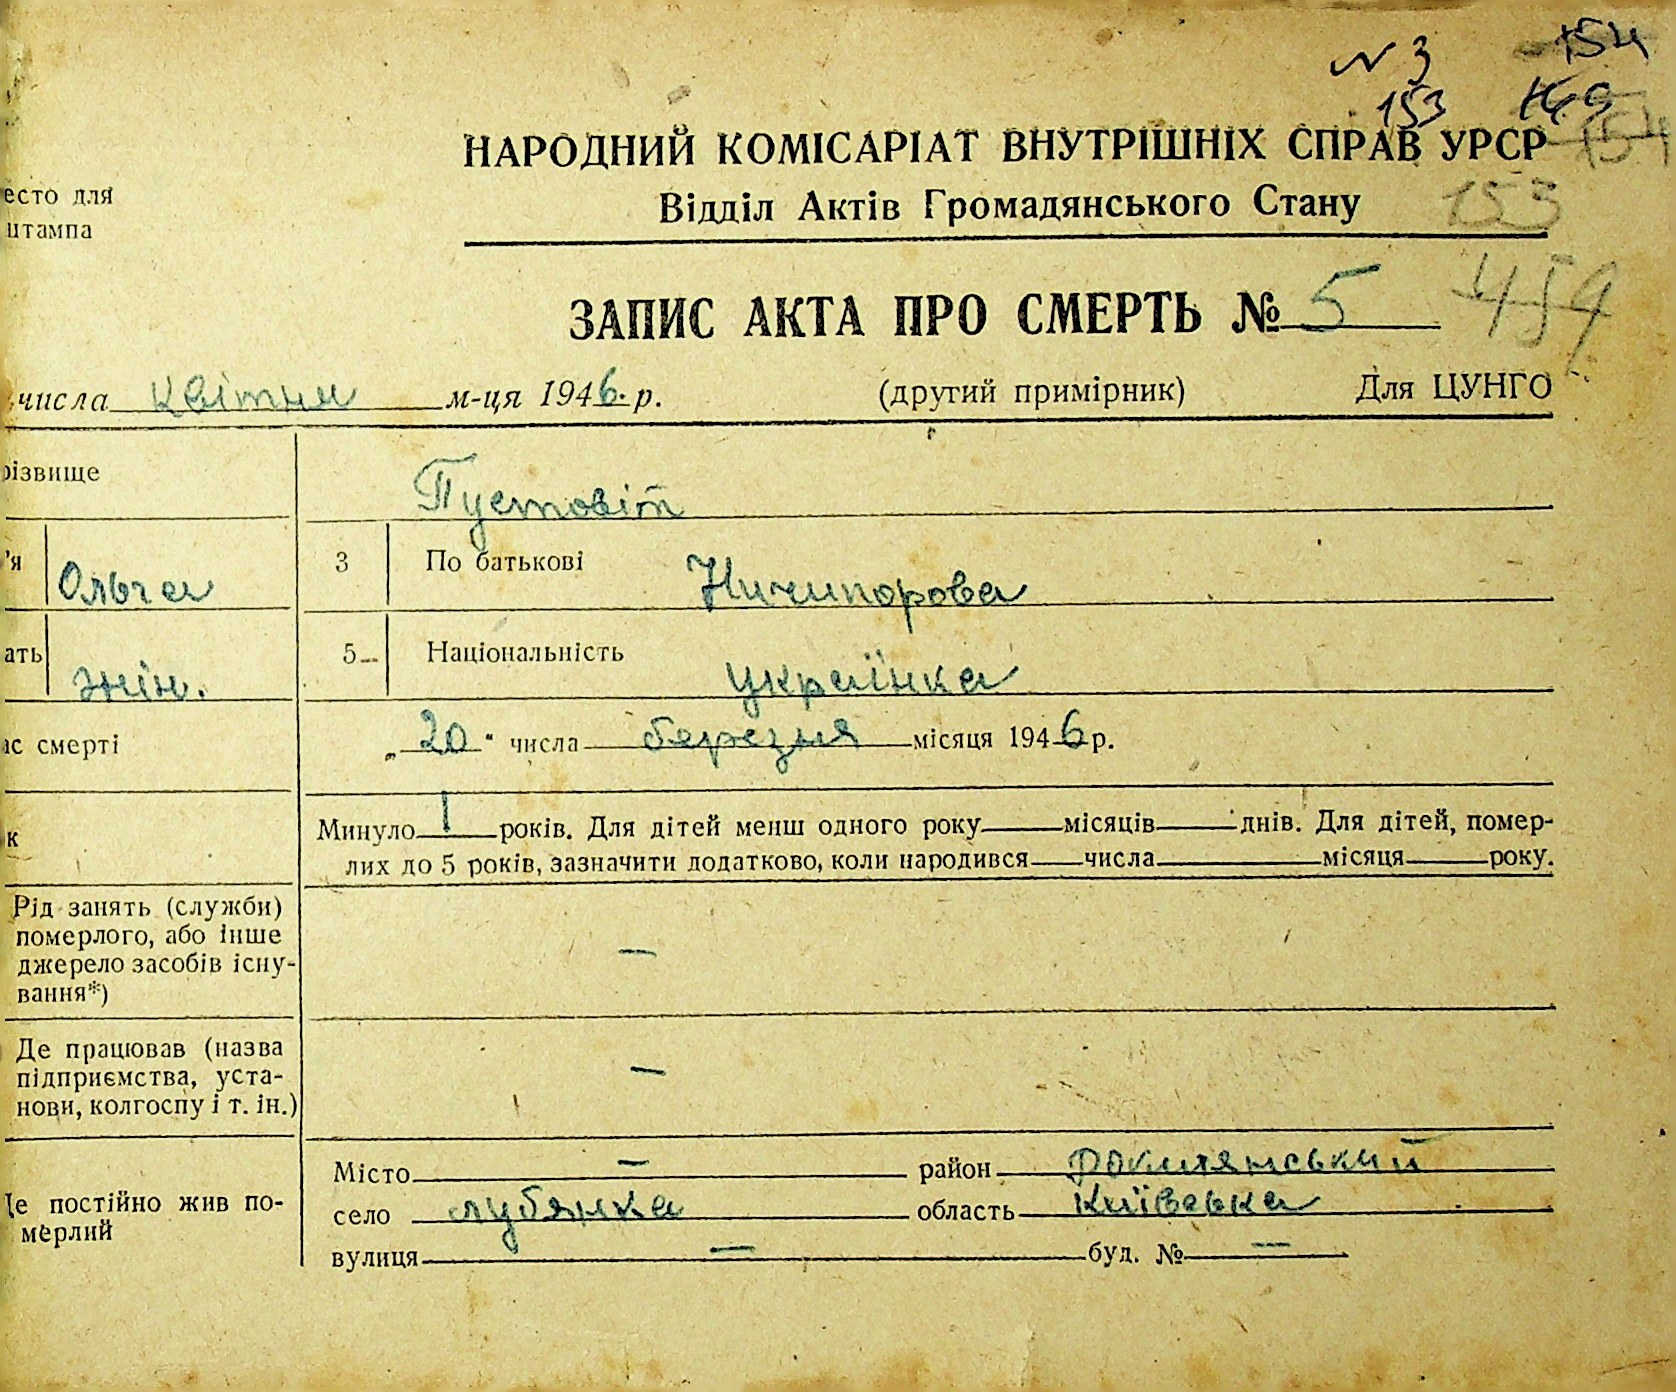 N 3 154
153 169
154
НАРОДНИЙ КОМІСАРІАТ ВНУТРІШНІХ СПРАВ УРСР
есто для
штампа
Відділ Актів Громадянського Стану
153
ЗАПИС АКТА ПРО СМЕРТЬ № 5
числа квітня м-ця 1946 р. (другий примірник) Для ЦУНГО
різвище Пустовіт
'я Ольга 3 По батькові Ничипорова
ать жін. 5 Національність українка
ас смерті „20“ числа березня місяця 1946 р.
к Минуло 1 років. Для дітей менш одного року місяців днів. Для дітей, помер-
лих до 5 років, зазначити додатково, коли народився числа місяця року.
Рід занять (служби)
померлого, або інше
джерело засобів існу-
вання*)
—
Де працював (назва
підприємства, уста-
нови, колгоспу і т. ін.)
—
Де постійно жив по-
мерлий
Місто — район Рокитянський
село лубянка область Київська
вулиця — буд. № —